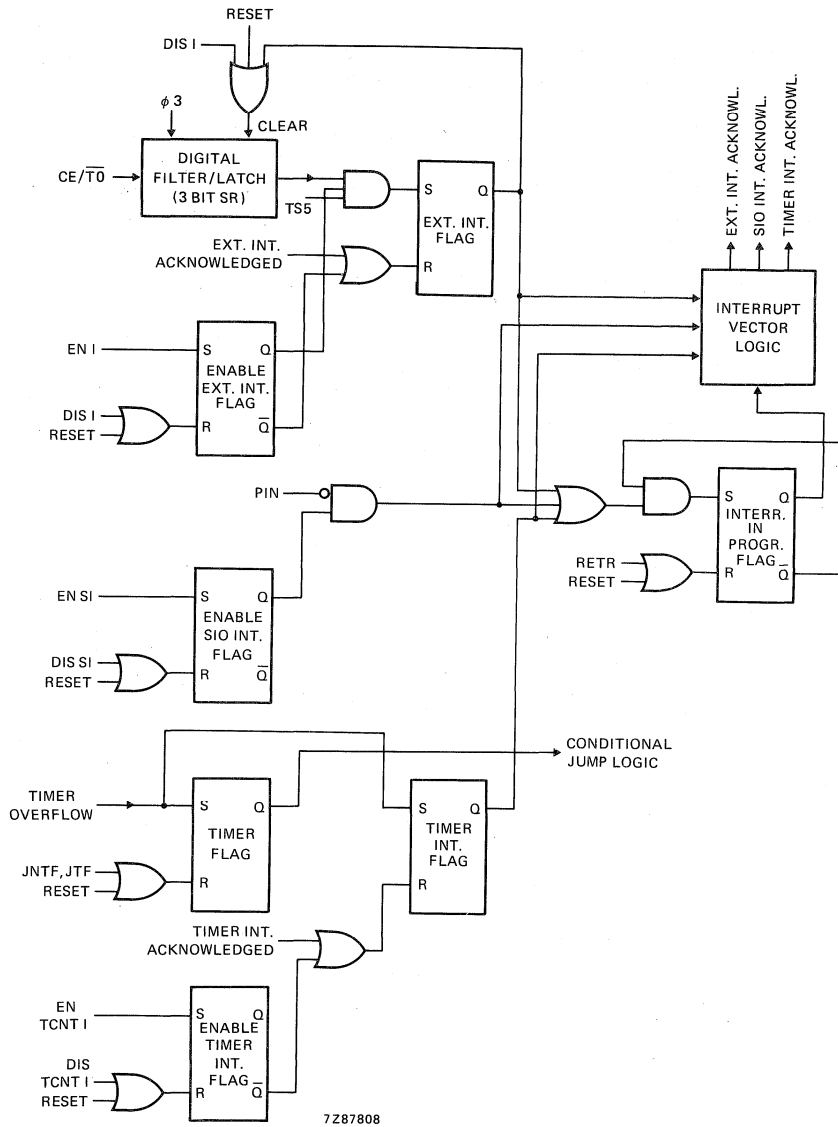 RESET
DIS I
φ 3
CLEAR
CE/T̅0̅
DIGITAL
FILTER/LATCH
(3 BIT SR)
TS5
S
Q
EXT. INT.
FLAG
R
EXT. INT.
ACKNOWLEDGED
EXT. INT. ACKNOWL.
SIO INT. ACKNOWL.
TIMER INT. ACKNOWL.
INTERRUPT
VECTOR
LOGIC
EN I
S
Q
ENABLE
EXT. INT.
FLAG
R
Q̅
DIS I
RESET
PIN
S
Q
INTERR.
IN
PROGR.
FLAG
R
Q̅
RETR
RESET
EN SI
S
Q
ENABLE
SIO INT.
FLAG
R
Q̅
DIS SI
RESET
CONDITIONAL
JUMP LOGIC
TIMER
OVERFLOW
S
Q
TIMER
FLAG
R
JNTF, JTF
RESET
S
Q
TIMER
INT.
FLAG
R
TIMER INT.
ACKNOWLEDGED
EN
TCNT I
S
Q
ENABLE
TIMER
INT.
FLAG
R
Q̅
DIS
TCNT I
RESET
7Z87808